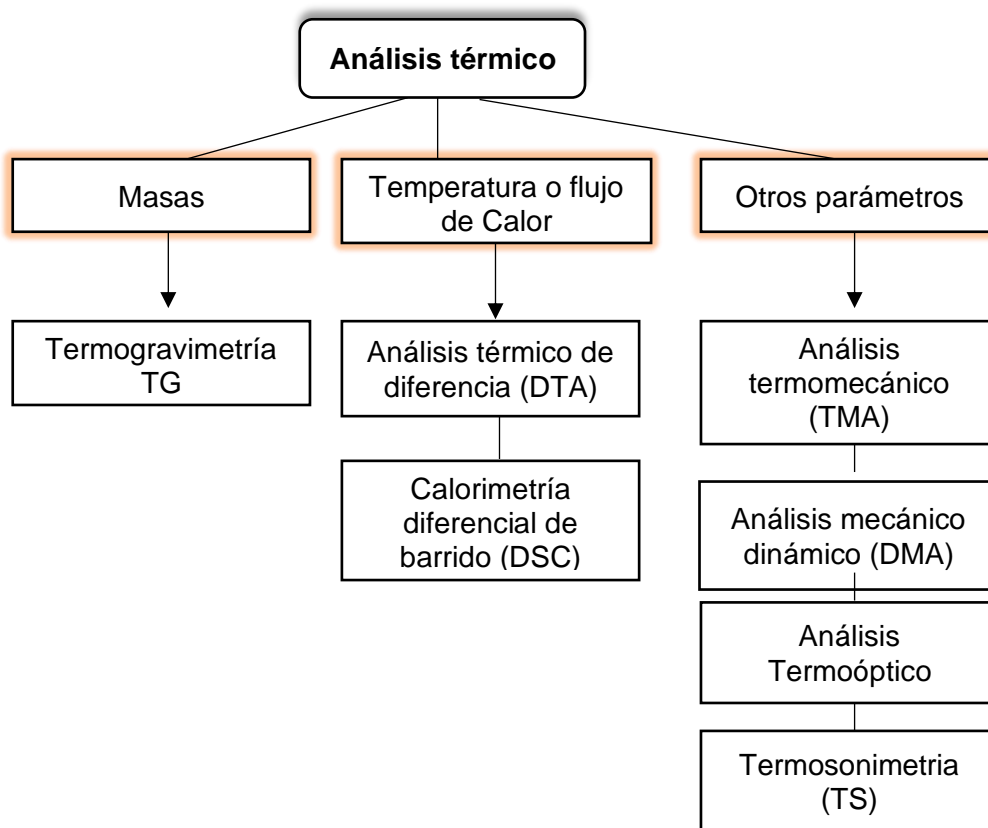 Análisis térmico
Masas
Temperatura o flujo
de Calor
Otros parámetros
Termogravimetría
TG
Análisis térmico de
diferencia (DTA)
Análisis
termomecánico
(TMA)
Calorimetría
diferencial de
barrido (DSC)
Análisis mecánico
dinámico (DMA)
Análisis
Termoóptico
Termosonimetria
(TS)